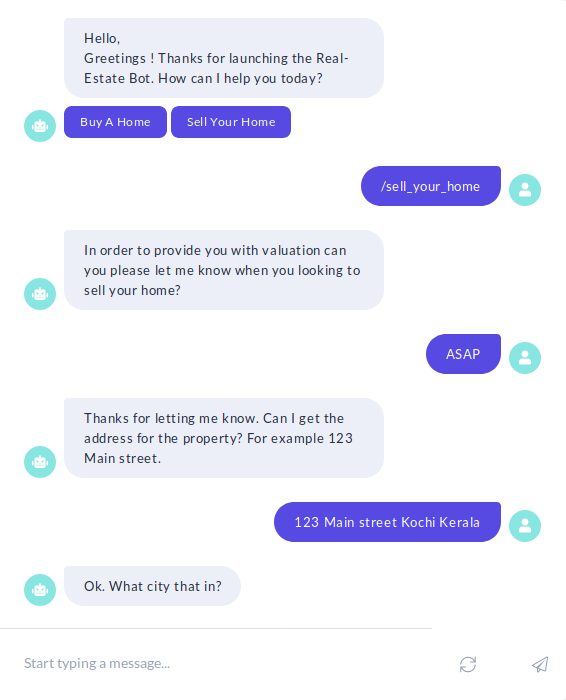 Hello,
Greetings ! Thanks for launching the Real-
Estate Bot. How can I help you today?
Buy A Home
Sell Your Home
/sell_your_home
In order to provide you with valuation can
you please let me know when you looking to
sell your home?
ASAP
Thanks for letting me know. Can I get the
address for the property? For example 123
Main street.
123 Main street Kochi Kerala
Ok. What city that in?
Start typing a message...